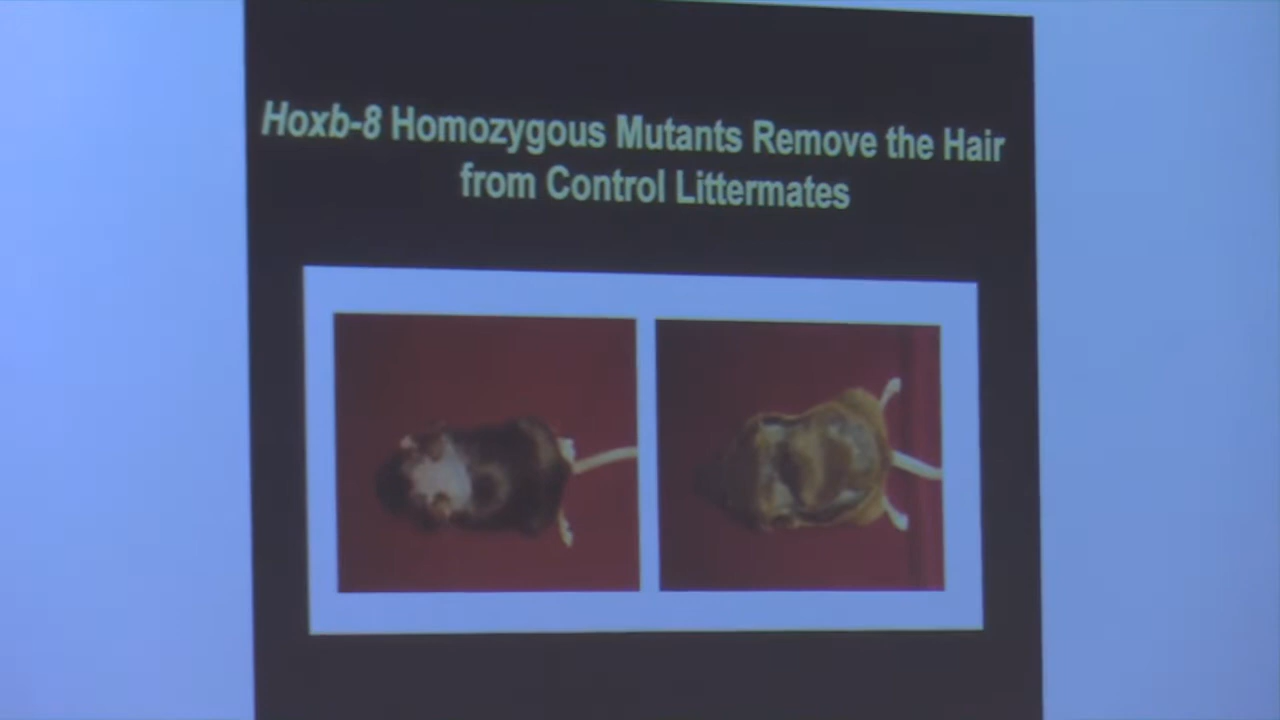 Hoxb-8 Homozygous Mutants Remove the Hair
from Control Littermates